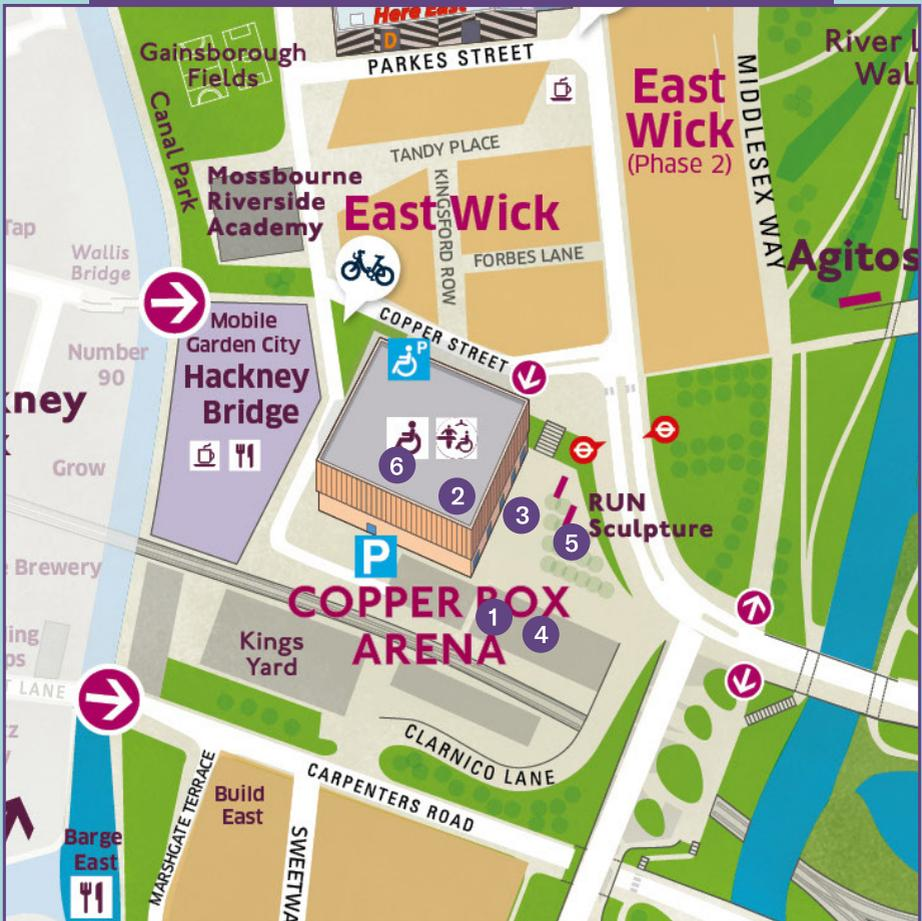 Here East
D
Gainsborough
Fields
PARKES STREET
River
Wal
East
Wick
(Phase 2)
MIDDLESEX WAY
Canal Park
TANDY PLACE
Mossbourne
Riverside
Academy
KINGSFORD ROW
East Wick
Tap
Wallis
Bridge
FORBES LANE
Agitos
Mobile
Garden City
Hackney
Bridge
COPPER STREET
P
Number
90
kney
Grow
6
2
3
RUN
Sculpture
5
P
Brewery
COPPER BOX
ARENA
1
4
Kings
Yard
ing
ps
LANE
CLARNICO LANE
CARPENTERS ROAD
MARSHGATE TERRACE
Build
East
SWEETWA
Barge
East